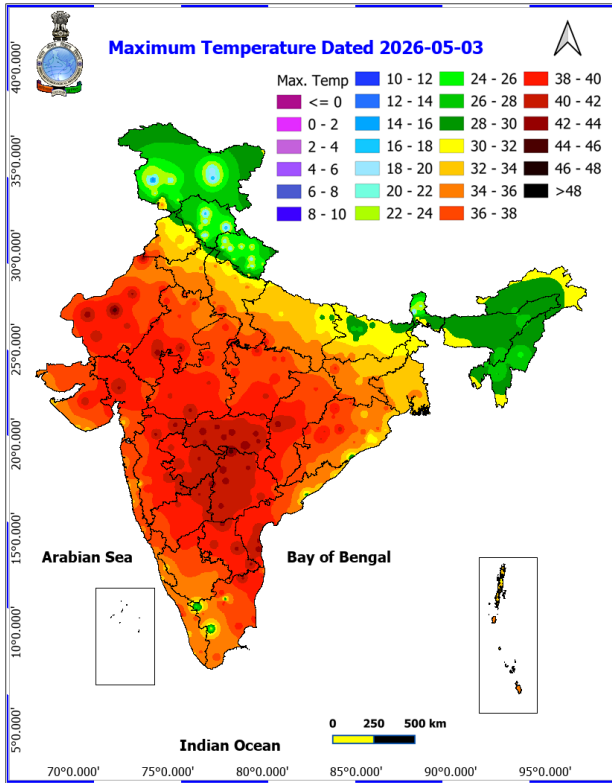 Maximum Temperature Dated 2026-05-03
Max. Temp
<= 0
0 - 2
2 - 4
4 - 6
6 - 8
8 - 10
10 - 12
12 - 14
14 - 16
16 - 18
18 - 20
20 - 22
22 - 24
24 - 26
26 - 28
28 - 30
30 - 32
32 - 34
34 - 36
36 - 38
38 - 40
40 - 42
42 - 44
44 - 46
46 - 48
>48
40°0.000'
35°0.000'
30°0.000'
25°0.000'
20°0.000'
15°0.000'
10°0.000'
5°0.000'
Arabian Sea
Bay of Bengal
Indian Ocean
0 250 500 km
70°0.000' 75°0.000' 80°0.000' 85°0.000' 90°0.000' 95°0.000'